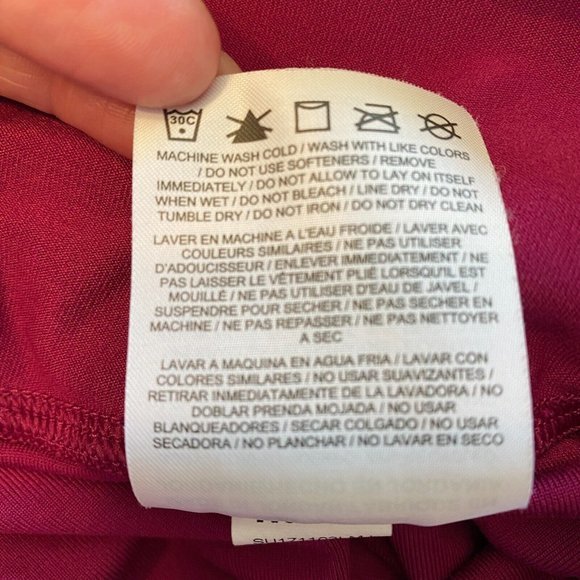 30C
MACHINE WASH COLD / WASH WITH LIKE COLORS
/ DO NOT USE SOFTENERS / REMOVE
IMMEDIATELY / DO NOT ALLOW TO LAY ON ITSELF
WHEN WET / DO NOT BLEACH / LINE DRY / DO NOT
TUMBLE DRY / DO NOT IRON / DO NOT DRY CLEAN
LAVER EN MACHINE A L'EAU FROIDE / LAVER AVEC
COULEURS SIMILAIRES / NE PAS UTILISER
D'ADOUCISSEUR / ENLEVER IMMEDIATEMENT / NE
PAS LAISSER LE VÊTEMENT PLIÉ LORSQU'IL EST
MOUILLÉ / NE PAS UTILISER D'EAU DE JAVEL /
SUSPENDRE POUR SECHER / NE PAS SECHER EN
MACHINE / NE PAS REPASSER / NE PAS NETTOYER
A SEC
LAVAR A MAQUINA EN AGUA FRIA / LAVAR CON
COLORES SIMILARES / NO USAR SUAVIZANTES /
RETIRAR INMEDIATAMENTE DE LA LAVADORA / NO
DOBLAR PRENDA MOJADA / NO USAR
BLANQUEADORES / SECAR COLGADO / NO USAR
SECADORA / NO PLANCHAR / NO LAVAR EN SECO